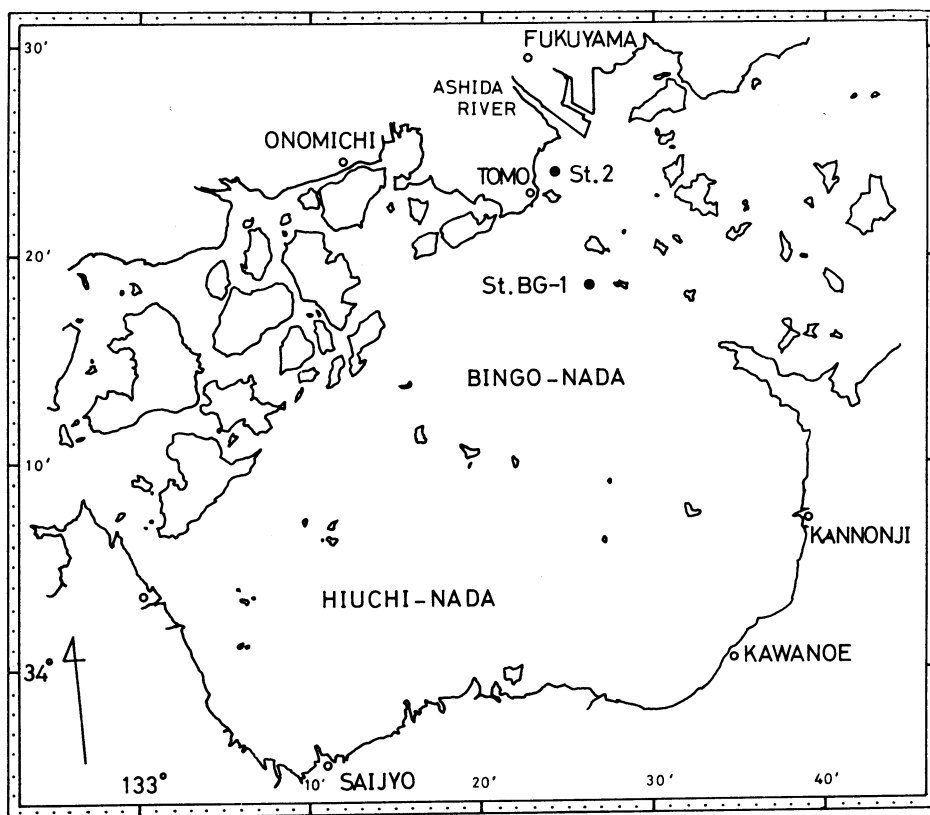 30′
FUKUYAMA
ASHIDA
RIVER
ONOMICHI
TOMO
St.2
20′
St.BG-1
BINGO-NADA
10′
KANNONJI
HIUCHI-NADA
KAWANOE
34°
133°
10′
SAIJYO
20′
30′
40′